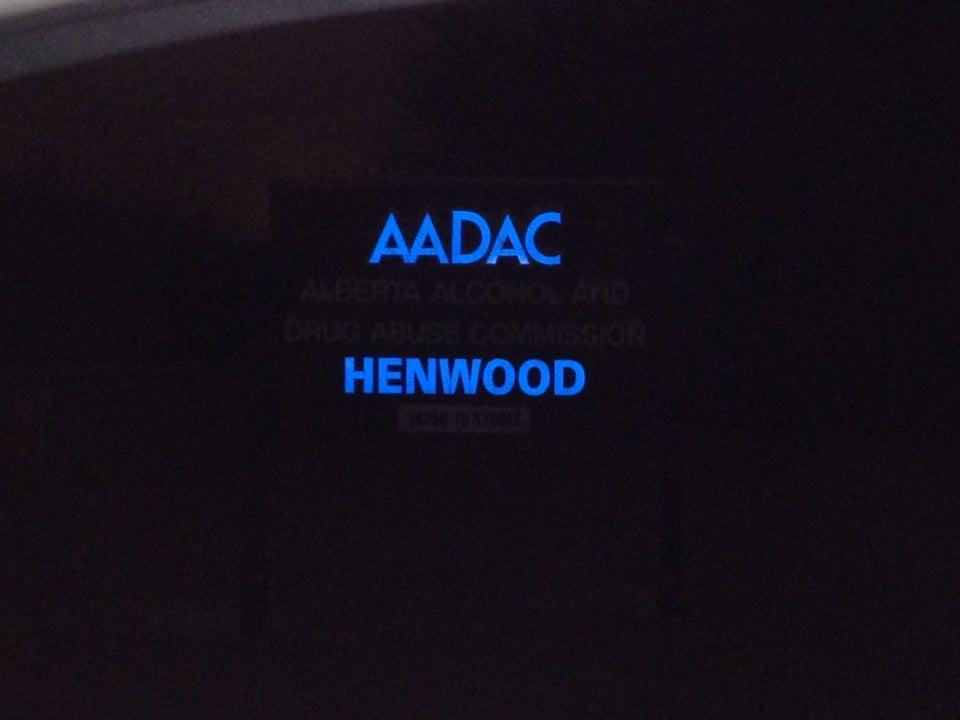 AADAC
ALBERTA ALCOHOL AND
DRUG ABUSE COMMISSION
HENWOOD